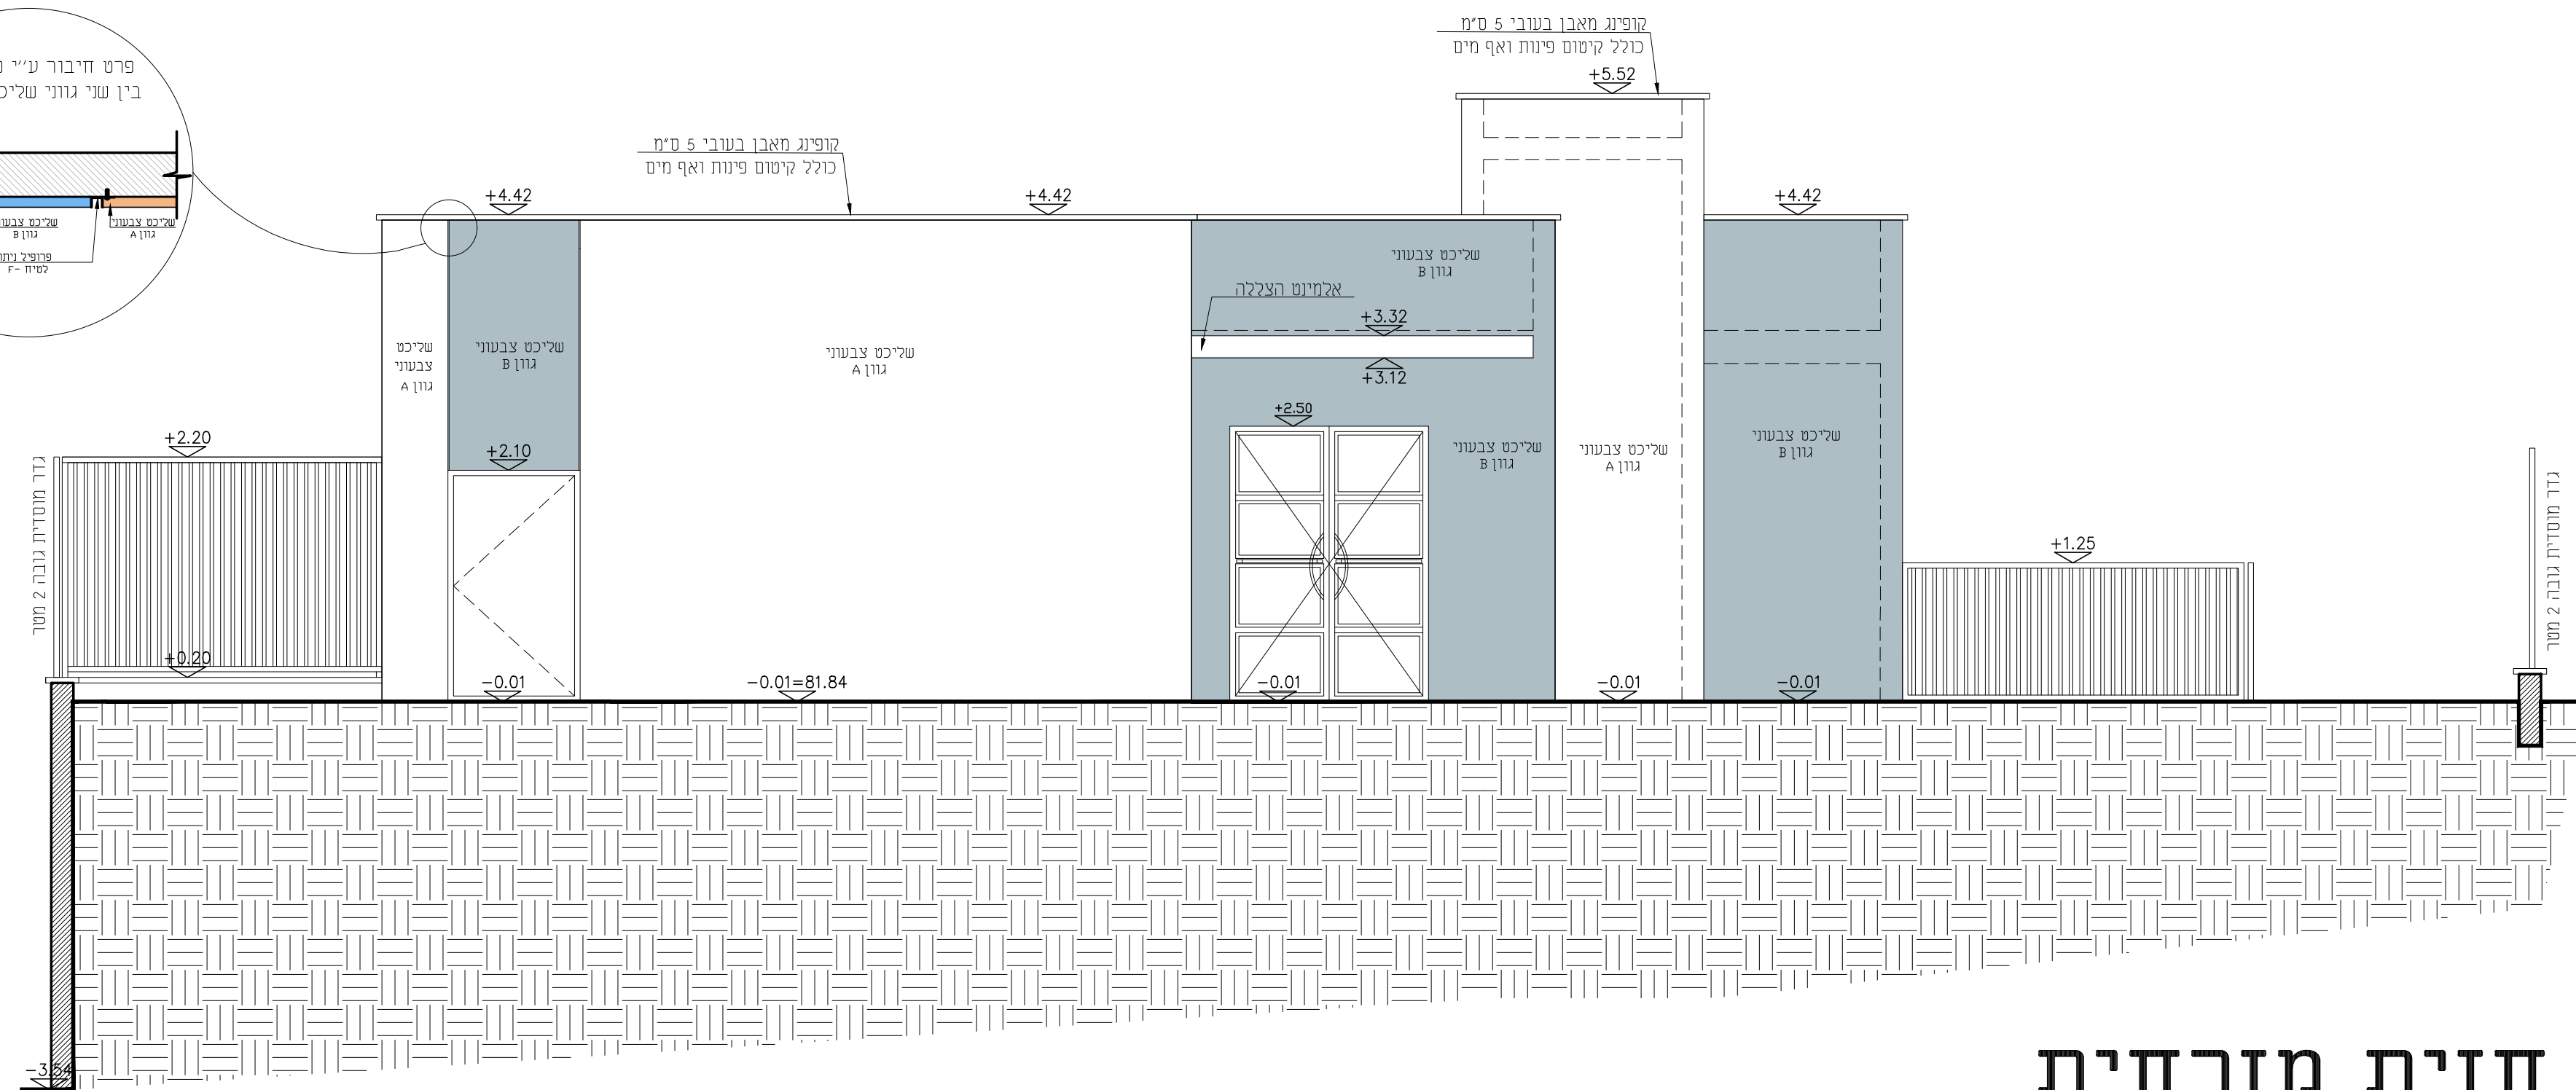 קופינג מאבן בעובי 5 ס"מ
כולל קיטום פינות ואף מים
+5.52
פרט חיבור ע''י
בין שני גווני
שליכט צבעוני
גוון A
גוון B
פרופיל
לטיח -F
קופינג מאבן בעובי 5 ס"מ
כולל קיטום פינות ואף מים
+4.42
+4.42
+4.42
שליכט צבעוני
גוון B
אלמינט הצללה
+3.32
+3.12
שליכט
צבעוני
גוון A
שליכט צבעוני
גוון B
שליכט צבעוני
גוון A
+2.50
שליכט צבעוני
גוון B
שליכט צבעוני
גוון A
שליכט צבעוני
גוון B
+2.20
+2.10
גדר מוסדית גובה 2 מטר
גדר מוסדית גובה 2 מטר
+1.25
+0.20
-0.01
-0.01=81.84
-0.01
-0.01
-0.01
-3.54
חזית מזרחית